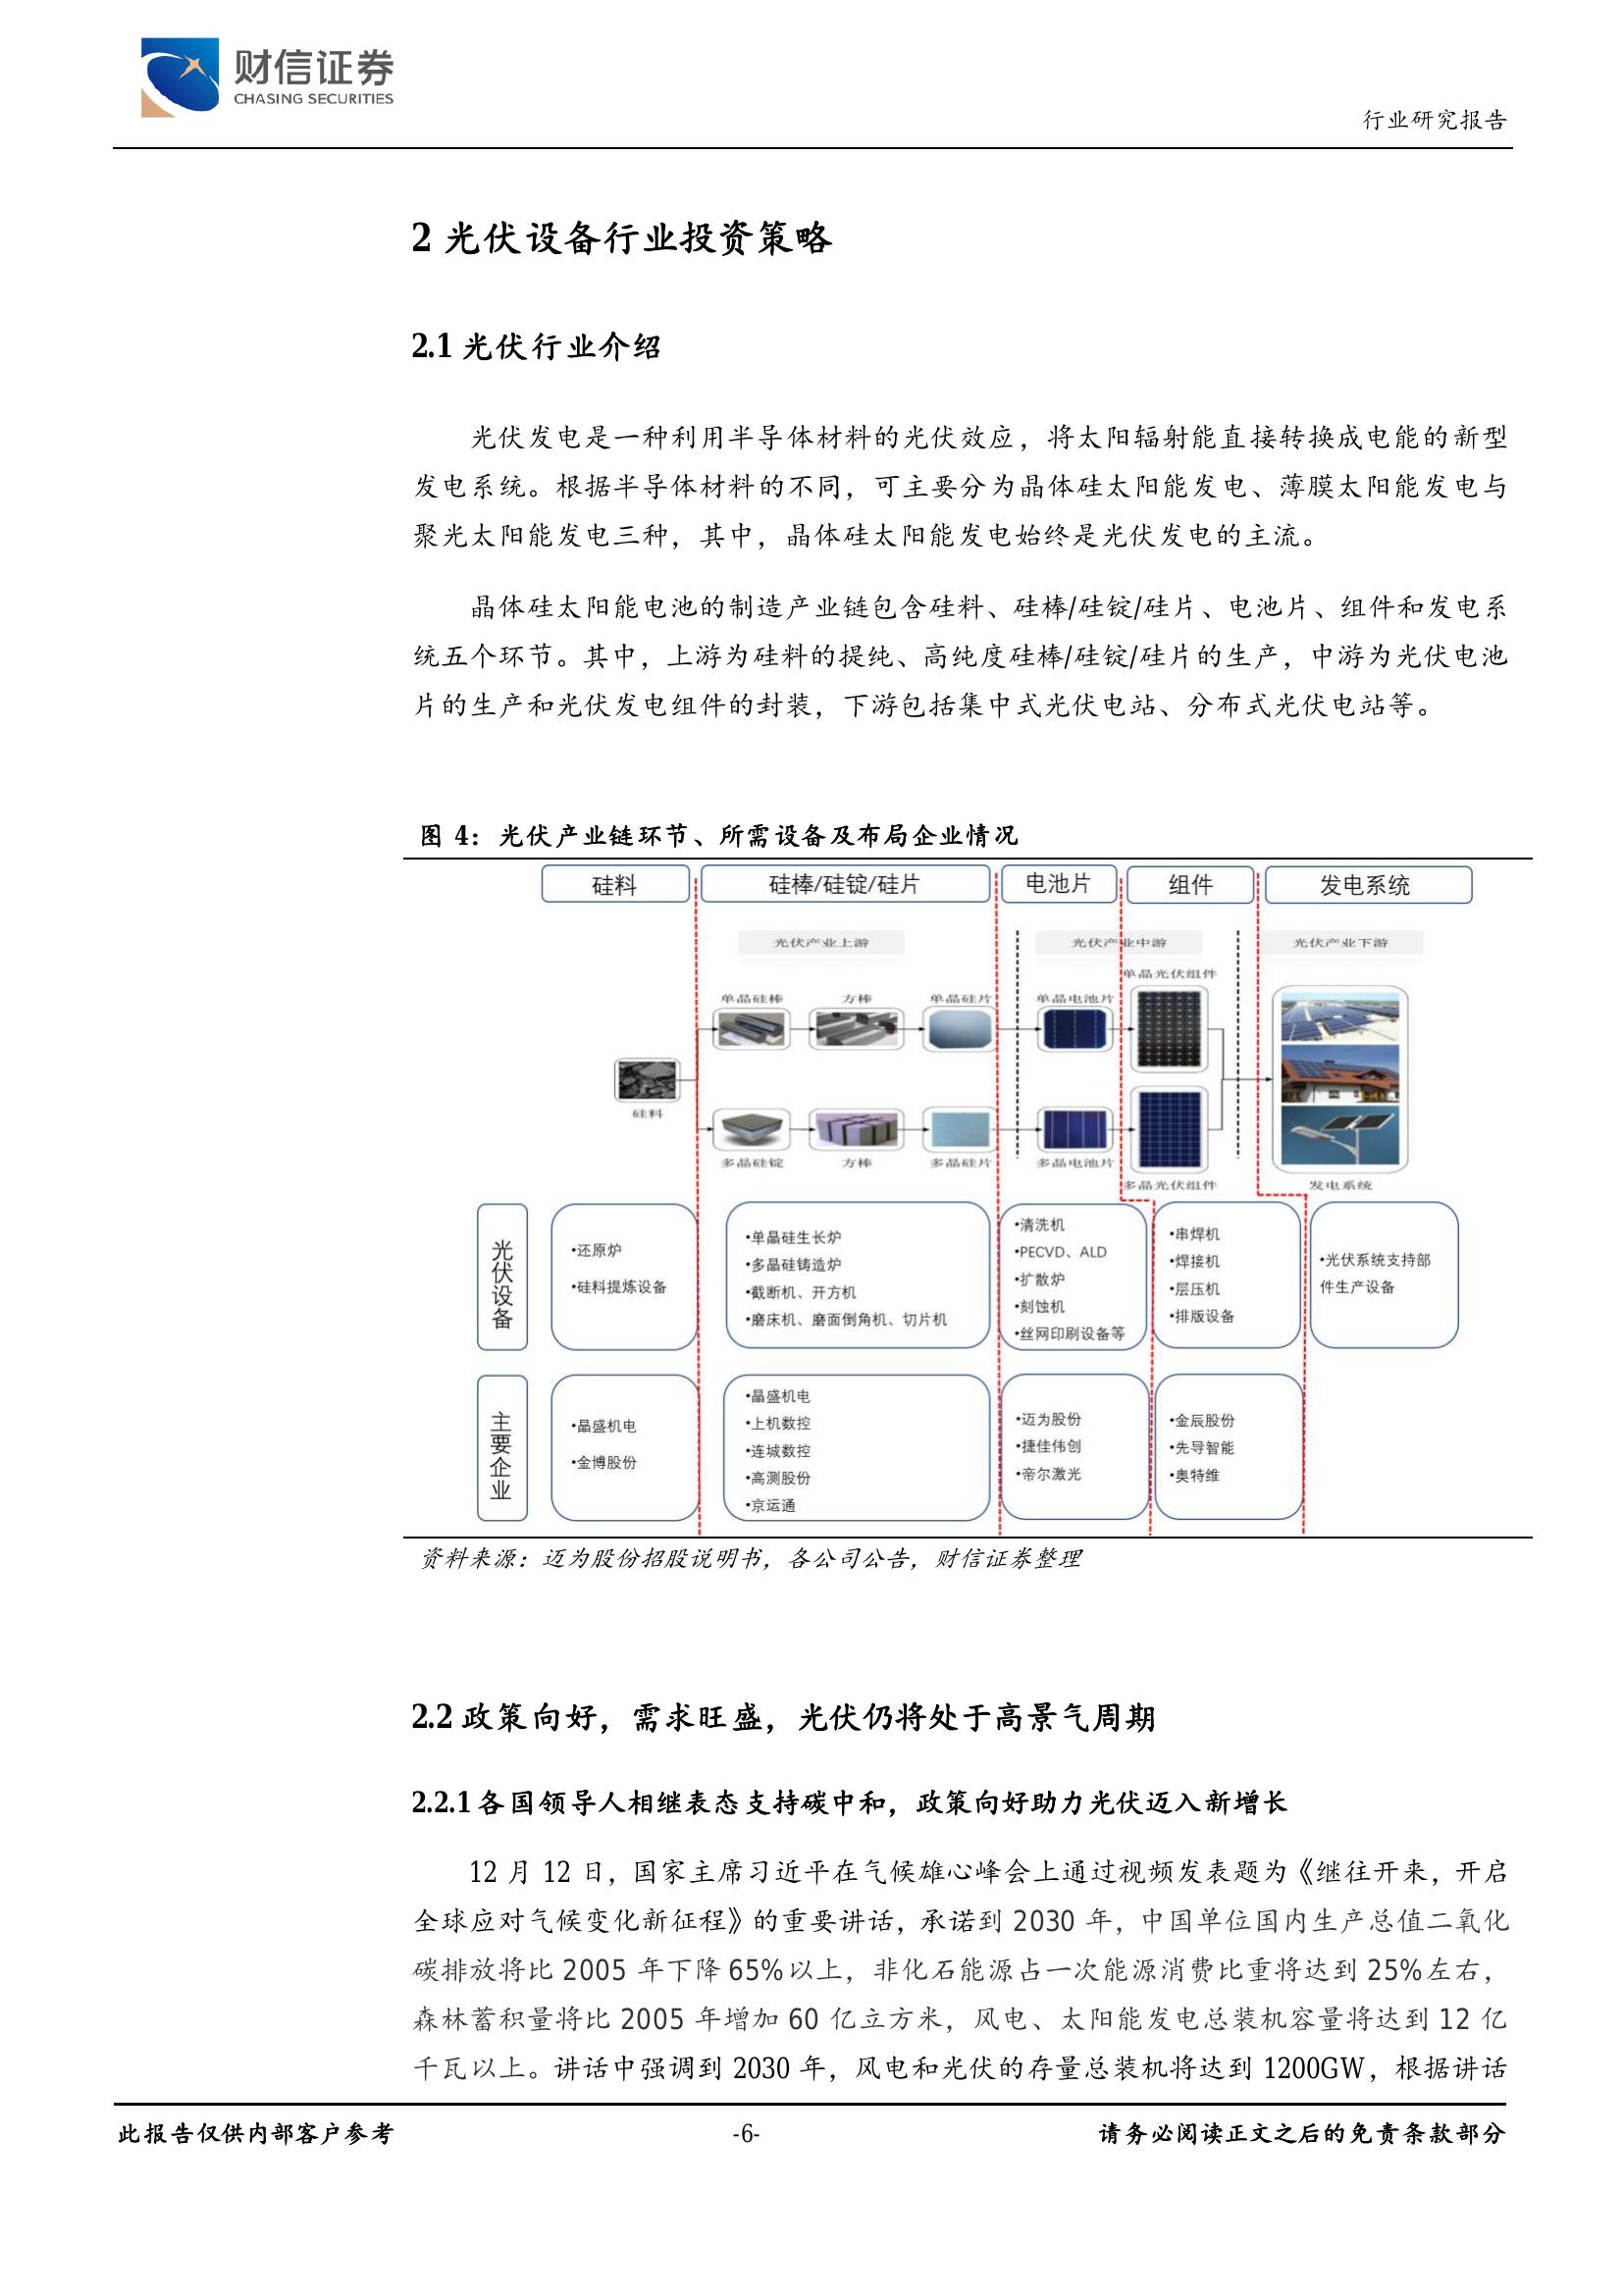 财信证券
CHASING SECURITIES
行业研究报告
2 光伏设备行业投资策略
2.1 光伏行业介绍
光伏发电是一种利用半导体材料的光伏效应，将太阳辐射能直接转换成电能的新型
发电系统。根据半导体材料的不同，可主要分为晶体硅太阳能发电、薄膜太阳能发电与
聚光太阳能发电三种，其中，晶体硅太阳能发电始终是光伏发电的主流。
晶体硅太阳能电池的制造产业链包含硅料、硅棒/硅锭/硅片、电池片、组件和发电系
统五个环节。其中，上游为硅料的提纯、高纯度硅棒/硅锭/硅片的生产，中游为光伏电池
片的生产和光伏发电组件的封装，下游包括集中式光伏电站、分布式光伏电站等。
图 4：光伏产业链环节、所需设备及布局企业情况
硅料 硅棒/硅锭/硅片 电池片 组件 发电系统
光伏产业上游 光伏产业中游 光伏产业下游
单晶光伏组件
单晶硅棒 方棒 单晶硅片 单晶电池片
硅料
多晶硅锭 方棒 多晶硅片 多晶电池片
多晶光伏组件 发电系统
光伏设备
•还原炉
•硅料提炼设备
•单晶硅生长炉
•多晶硅铸造炉
•截断机、开方机
•磨床机、磨面倒角机、切片机
•清洗机
•PECVD、ALD
•扩散炉
•刻蚀机
•丝网印刷设备等
•串焊机
•焊接机
•层压机
•排版设备
•光伏系统支持部
件生产设备
主要企业
•晶盛机电
•金博股份
•晶盛机电
•上机数控
•连城数控
•高测股份
•京运通
•迈为股份
•捷佳伟创
•帝尔激光
•金辰股份
•先导智能
•奥特维
资料来源：迈为股份招股说明书，各公司公告，财信证券整理
2.2 政策向好，需求旺盛，光伏仍将处于高景气周期
2.2.1 各国领导人相继表态支持碳中和，政策向好助力光伏迈入新增长
12 月 12 日，国家主席习近平在气候雄心峰会上通过视频发表题为《继往开来，开启
全球应对气候变化新征程》的重要讲话，承诺到 2030 年，中国单位国内生产总值二氧化
碳排放将比 2005 年下降 65%以上，非化石能源占一次能源消费比重将达到 25%左右，
森林蓄积量将比 2005 年增加 60 亿立方米，风电、太阳能发电总装机容量将达到 12 亿
千瓦以上。讲话中强调到 2030 年，风电和光伏的存量总装机将达到 1200GW，根据讲话
此报告仅供内部客户参考 -6- 请务必阅读正文之后的免责条款部分